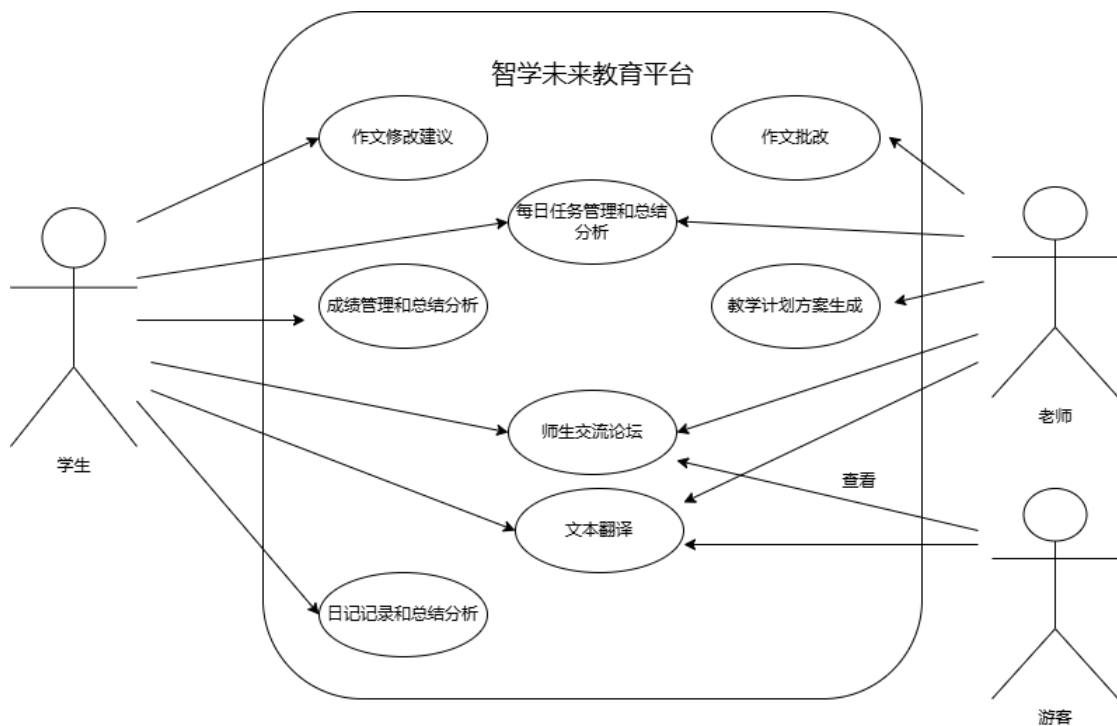 智学未来教育平台
作文修改建议
作文批改
每日任务管理和总结
分析
成绩管理和总结分析
教学计划方案生成
师生交流论坛
老师
学生
查看
文本翻译
日记记录和总结分析
游客